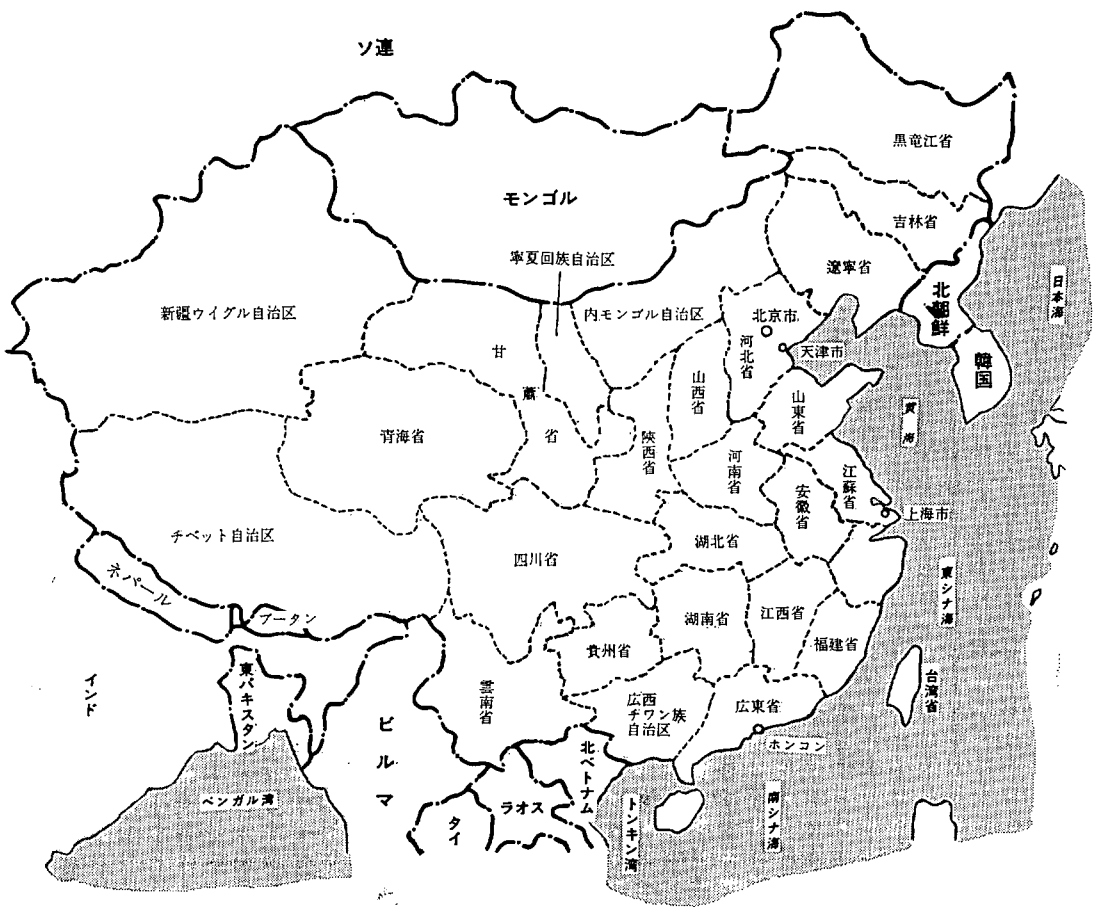 ソ連
黒竜江省
モンゴル
吉林省
寧夏回族自治区
遼寧省
日本海
北朝鮮
新疆ウイグル自治区
内モンゴル自治区
北京市
河北省
天津市
韓国
甘
粛
省
山西省
山東省
黄海
青海省
陝西省
河南省
江蘇省
安徽省
上海市
チベット自治区
四川省
湖北省
東シナ海
ネパール
ブータン
湖南省
江西省
福建省
貴州省
インド
東パキスタン
雲南省
広西
チワン族
自治区
広東省
台湾省
ホンコン
ビルマ
北ベトナム
ベンガル湾
ラオス
タイ
トンキン湾
南シナ海